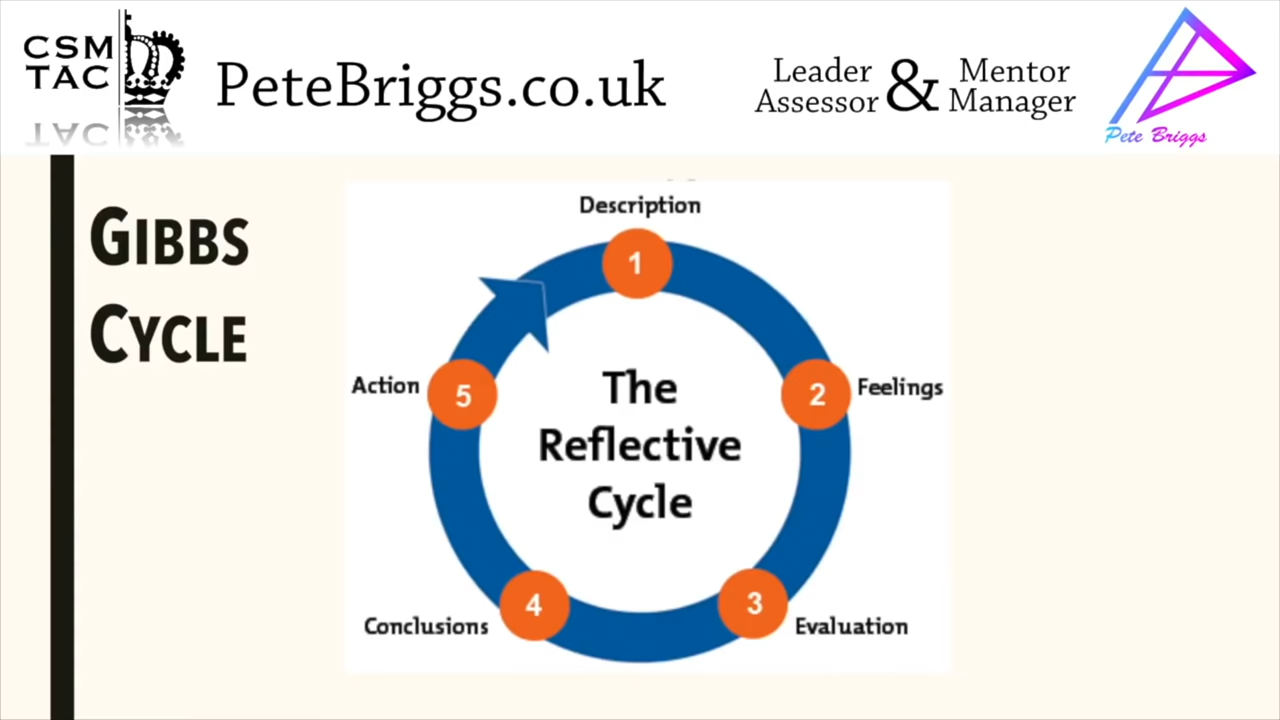 CSM
TAC
PeteBriggs.co.uk
Leader
Assessor
&
Mentor
Manager
Pete Briggs
GIBBS
CYCLE
Description
1
Feelings
2
Evaluation
3
Conclusions
4
Action
5
The
Reflective
Cycle